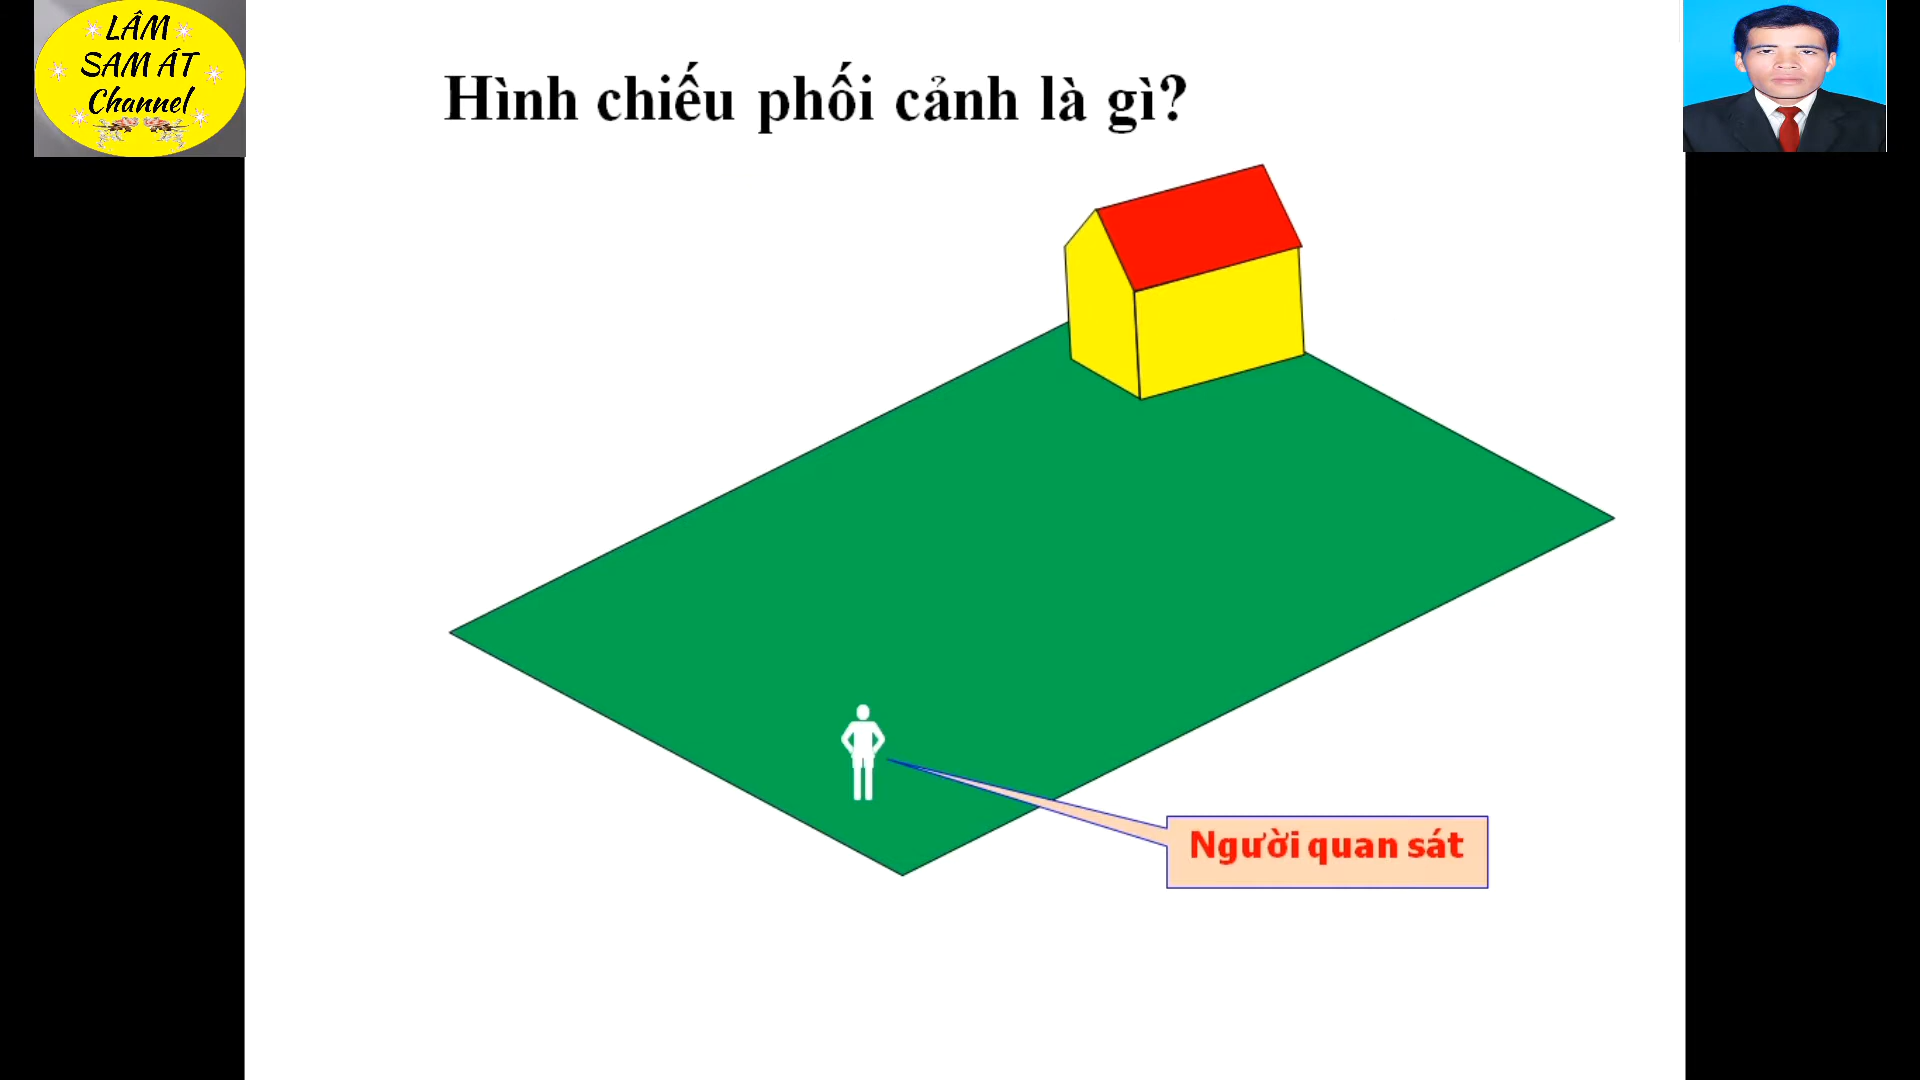 LÂM
SAM ÁT
Channel
Hình chiếu phối cảnh là gì?
Người quan sát